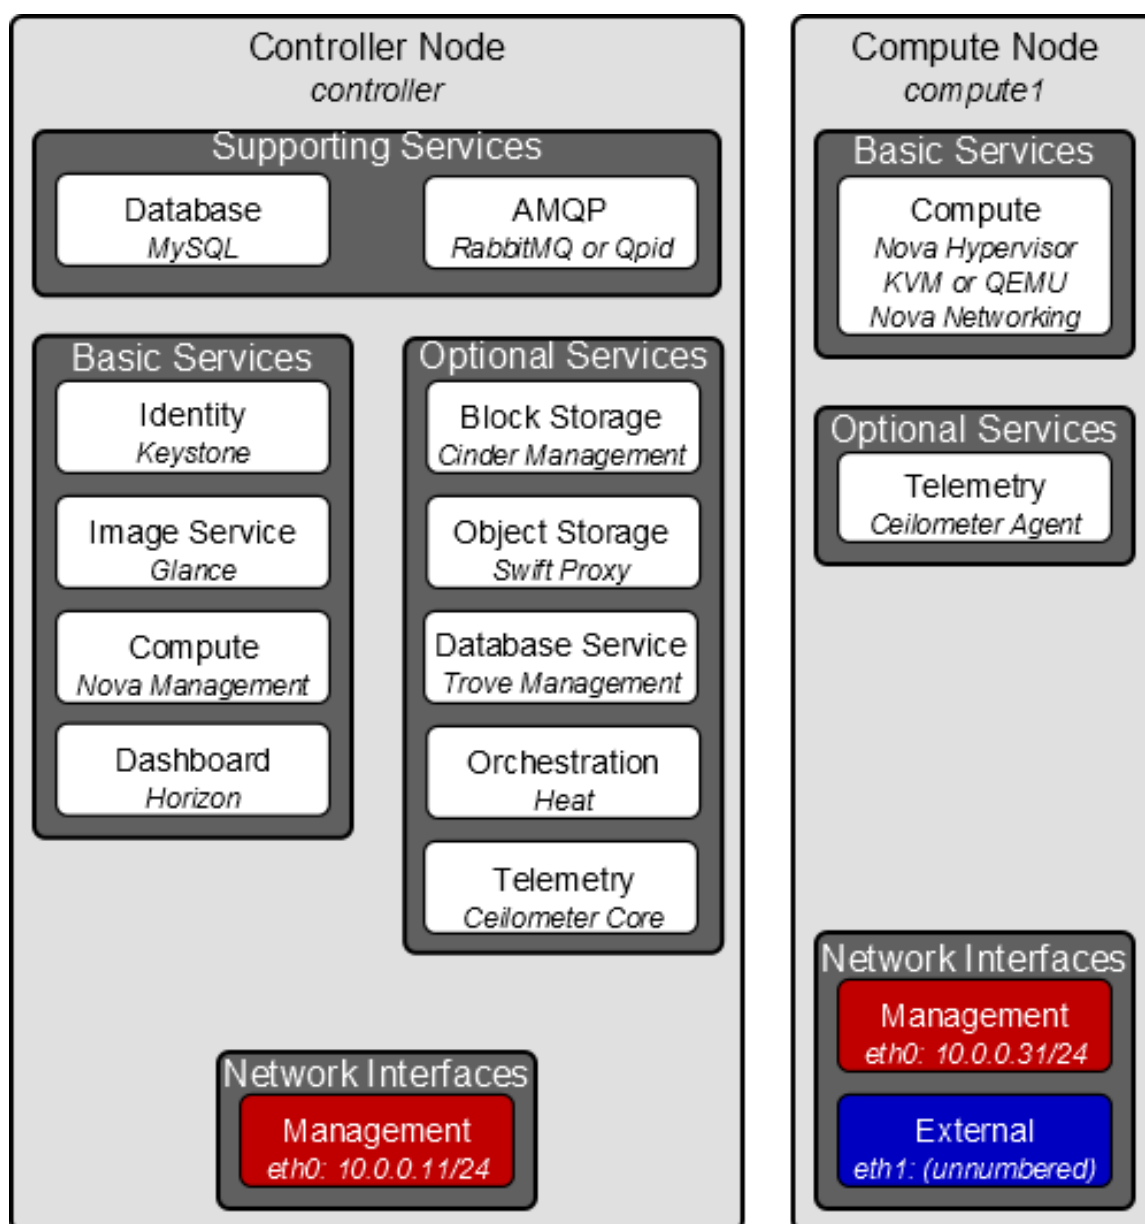 Controller Node
controller
Supporting Services
Database
MySQL
AMQP
RabbitMQ or Qpid
Basic Services
Identity
Keystone
Image Service
Glance
Compute
Nova Management
Dashboard
Horizon
Optional Services
Block Storage
Cinder Management
Object Storage
Swift Proxy
Database Service
Trove Management
Orchestration
Heat
Telemetry
Ceilometer Core
Network Interfaces
Management
eth0: 10.0.0.11/24
Compute Node
compute1
Basic Services
Compute
Nova Hypervisor
KVM or QEMU
Nova Networking
Optional Services
Telemetry
Ceilometer Agent
Network Interfaces
Management
eth0: 10.0.0.31/24
External
eth1: (unnumbered)